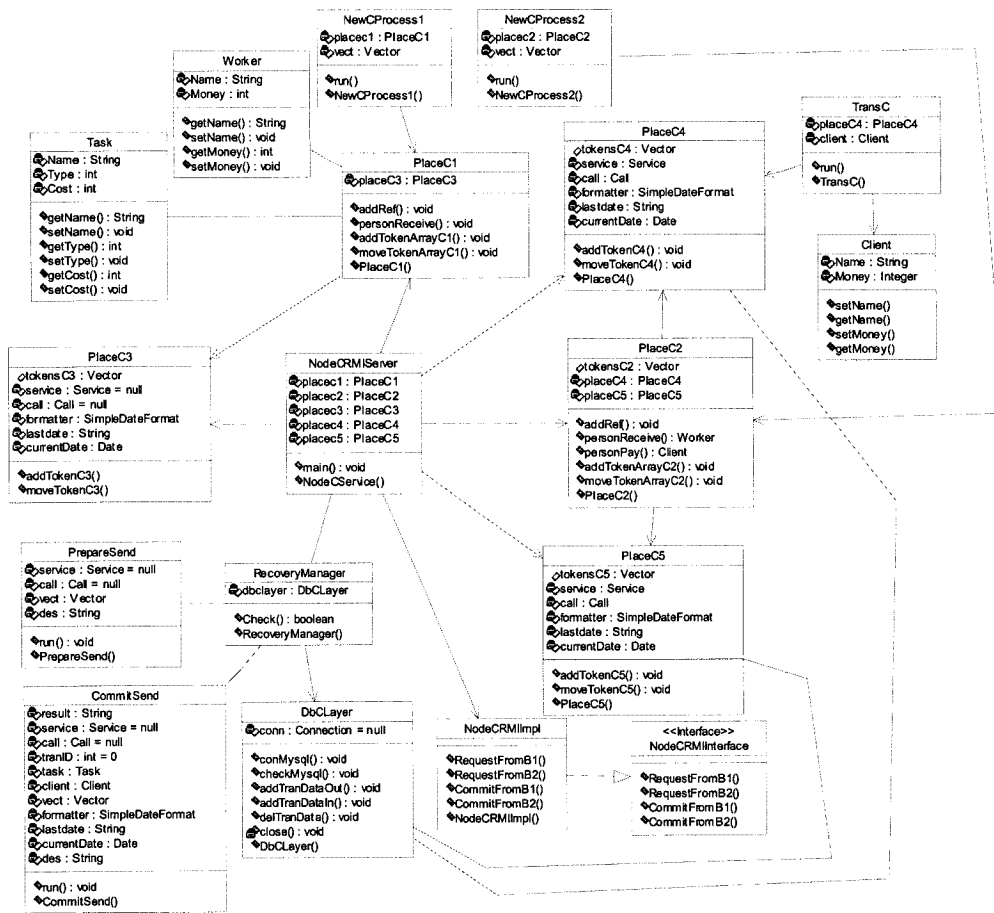 NewCProcess1
placec1 : PlaceC1
vect : Vector
run()
NewCProcess1()
NewCProcess2
placec2 : PlaceC2
vect : Vector
run()
NewCProcess2()
Worker
Name : String
Money : int
getName() : String
setName() : void
getMoney() : int
setMoney() : void
Task
Name : String
Type : int
Cost : int
getName() : String
setName() : void
getType() : int
setType() : void
getCost() : int
setCost() : void
PlaceC1
placeC3 : PlaceC3
addRef() : void
personReceive() : void
addTokenArrayC1() : void
moveTokenArrayC1() : void
PlaceC1()
PlaceC4
tokensC4 : Vector
service : Service
call : Call
formatter : SimpleDateFormat
lastdate : String
currentDate : Date
addTokenC4() : void
moveTokenC4() : void
PlaceC4()
TransC
placeC4 : PlaceC4
client : Client
run()
TransC()
Client
Name : String
Money : Integer
setName()
getName()
setMoney()
getMoney()
PlaceC3
tokensC3 : Vector
service : Service = null
call : Call = null
formatter : SimpleDateFormat
lastdate : String
currentDate : Date
addTokenC3()
moveTokenC3()
NodeCRMIServer
placec1 : PlaceC1
placec2 : PlaceC2
placec3 : PlaceC3
placec4 : PlaceC4
placec5 : PlaceC5
main() : void
NodeCService()
PlaceC2
tokensC2 : Vector
placeC4 : PlaceC4
placeC5 : PlaceC5
addRef() : void
personReceive() : Worker
personPay() : Client
addTokenArrayC2() : void
moveTokenArrayC2() : void
PlaceC2()
PrepareSend
service : Service = null
call : Call = null
vect : Vector
des : String
run() : void
PrepareSend()
RecoveryManager
dbclayer : DbCLayer
Check() : boolean
RecoveryManager()
PlaceC5
tokensC5 : Vector
service : Service
call : Call
formatter : SimpleDateFormat
lastdate : String
currentDate : Date
addTokenC5() : void
moveTokenC5() : void
PlaceC5()
CommitSend
result : String
service : Service = null
call : Call = null
tranID : int = 0
task : Task
client : Client
vect : Vector
formatter : SimpleDateFormat
lastdate : String
currentDate : Date
des : String
run() : void
CommitSend()
DbCLayer
conn : Connection = null
conMysql() : void
checkMysql() : void
addTranDataOut() : void
addTranDataIn() : void
delTranData() : void
close() : void
DbCLayer()
NodeCRMIImpl
RequestFromB1()
RequestFromB2()
CommitFromB1()
CommitFromB2()
NodeCRMIImpl()
<<Interface>>
NodeCRMIInterface
RequestFromB1()
RequestFromB2()
CommitFromB1()
CommitFromB2()